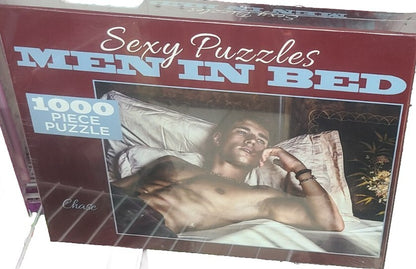 Sexy Puzzles
MEN IN BED
1000
PIECE
PUZZLE
Chase